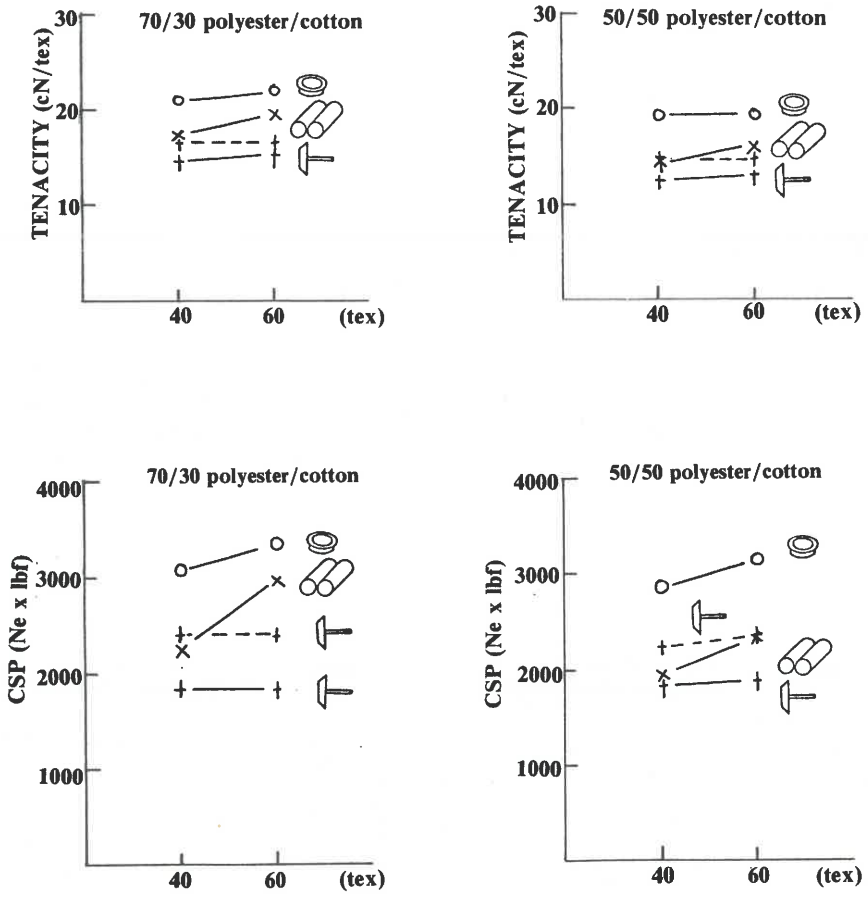 70/30 polyester/cotton
TENACITY (cN/tex)
30
20
10
40
60
(tex)
50/50 polyester/cotton
TENACITY (cN/tex)
30
20
10
40
60
(tex)
70/30 polyester/cotton
CSP (Ne x lbf)
4000
3000
2000
1000
40
60
(tex)
50/50 polyester/cotton
CSP (Ne x lbf)
4000
3000
2000
1000
40
60
(tex)